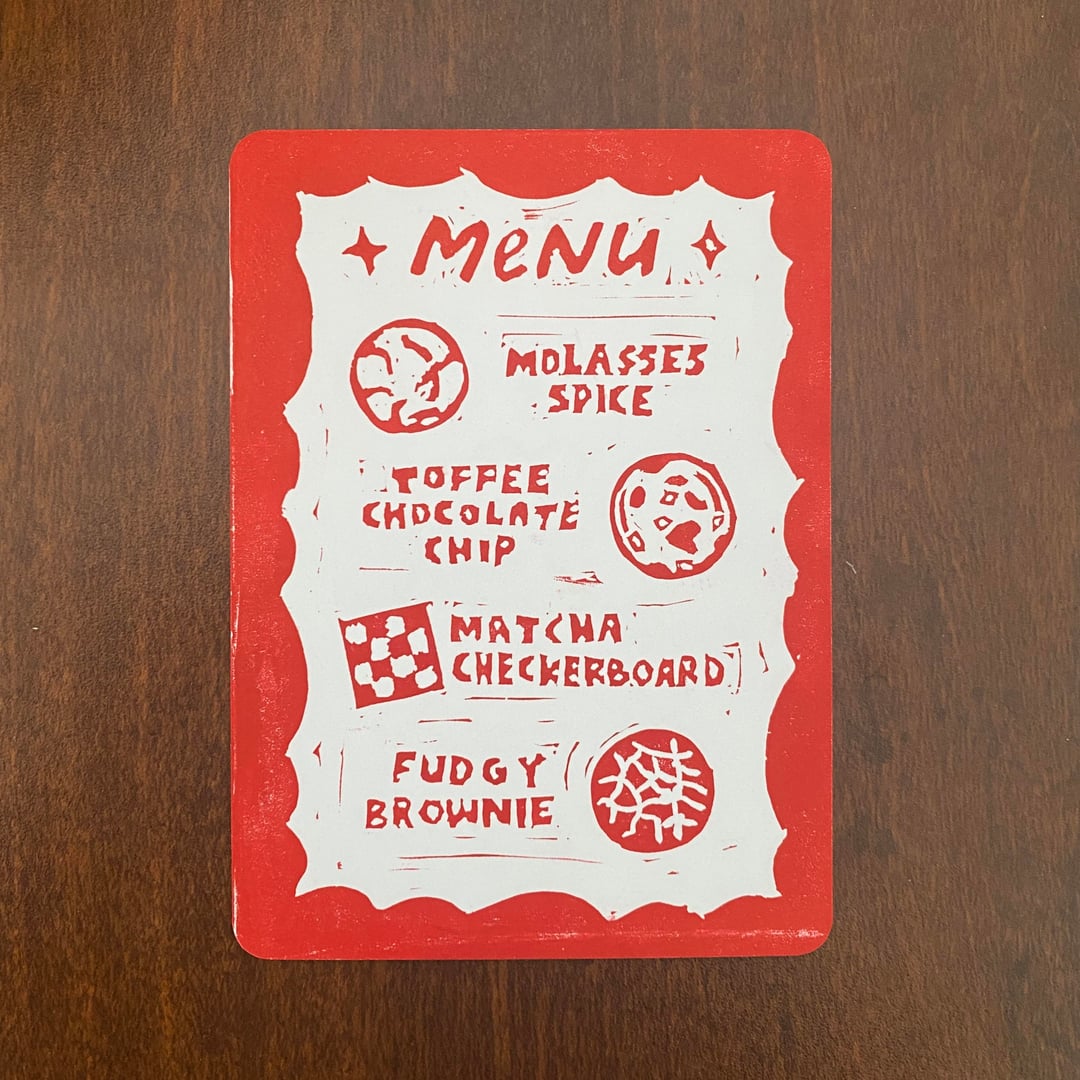 MeNu
MOLASSES
SPICE
TOFFEE
CHOCOLATE
CHIP
MATCHA
CHECKERBOARD
FUDGY
BROWNIE